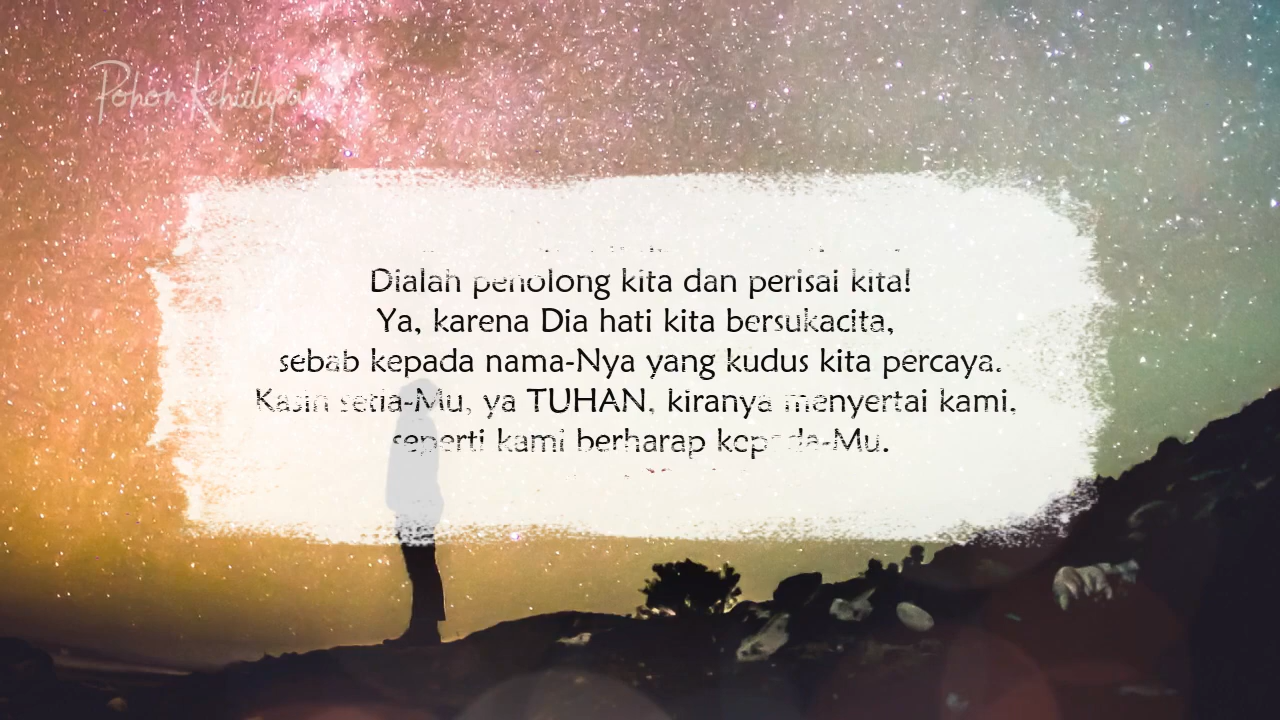 Pohon Kehidupan
Dialah penolong kita dan perisai kita!
Ya, karena Dia hati kita bersukacita,
sebab kepada nama-Nya yang kudus kita percaya.
Kasih setia-Mu, ya TUHAN, kiranya menyertai kami,
seperti kami berharap kepada-Mu.